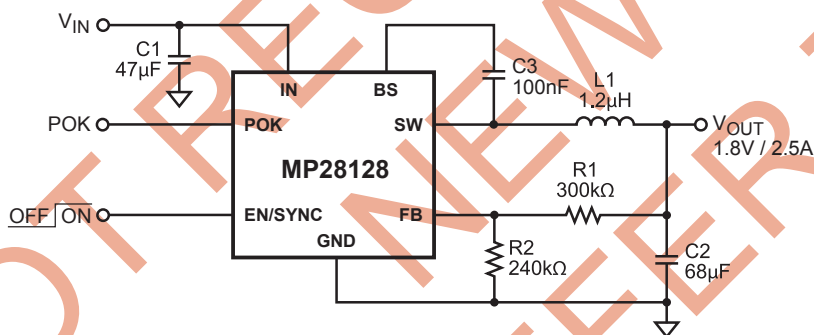 VIN
C1
47µF
IN
BS
C3
100nF
L1
1.2µH
POK
POK
SW
VOUT
1.8V / 2.5A
MP28128
R1
300kΩ
OFF ON
EN/SYNC
FB
GND
R2
240kΩ
C2
68µF